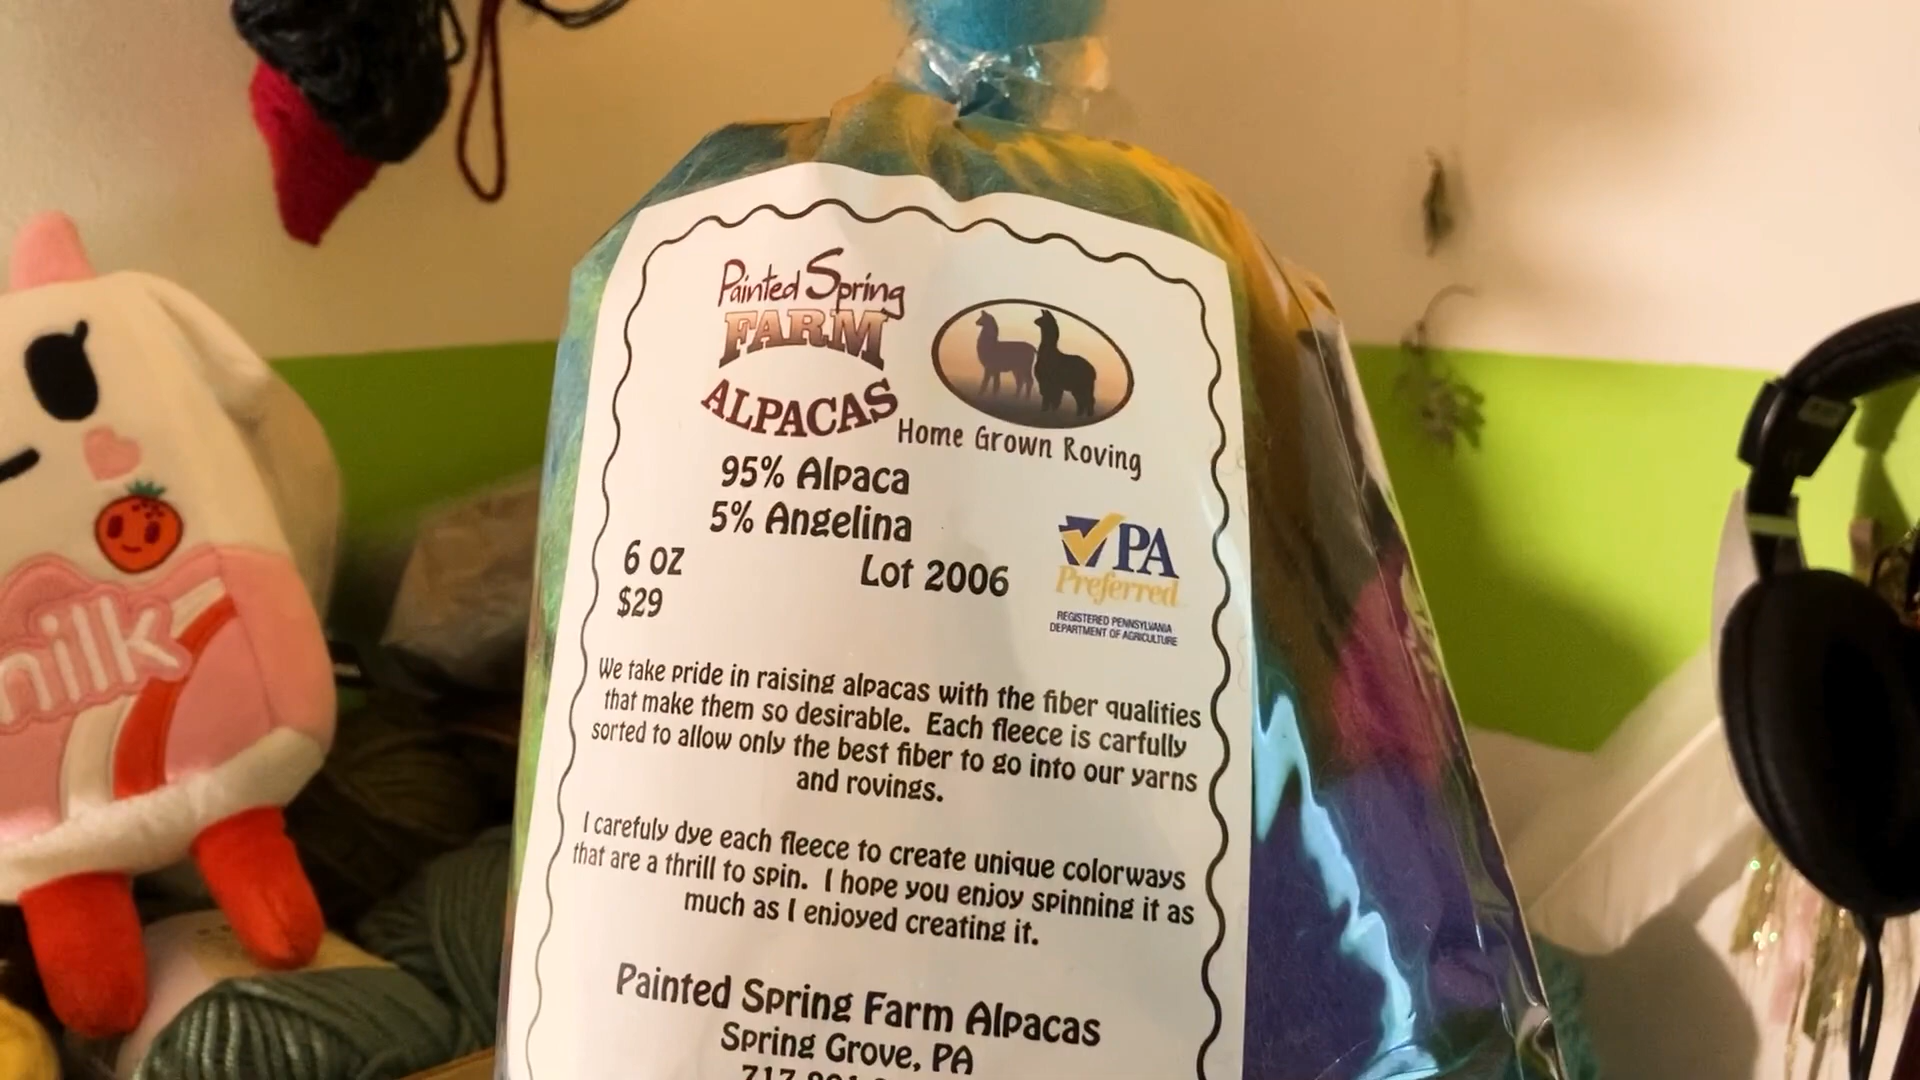 Painted Spring
FARM
ALPACAS
Home Grown Roving
95% Alpaca
5% Angelina
6 oz
Lot 2006
$29
PA
Preferred
REGISTERED PENNSYLVANIA
DEPARTMENT OF AGRICULTURE
We take pride in raising alpacas with the fiber qualities
that make them so desirable. Each fleece is carfully
sorted to allow only the best fiber to go into our yarns
and rovings.
I carefuly dye each fleece to create unique colorways
that are a thrill to spin. I hope you enjoy spinning it as
much as I enjoyed creating it.
Painted Spring Farm Alpacas
Spring Grove, PA
milk